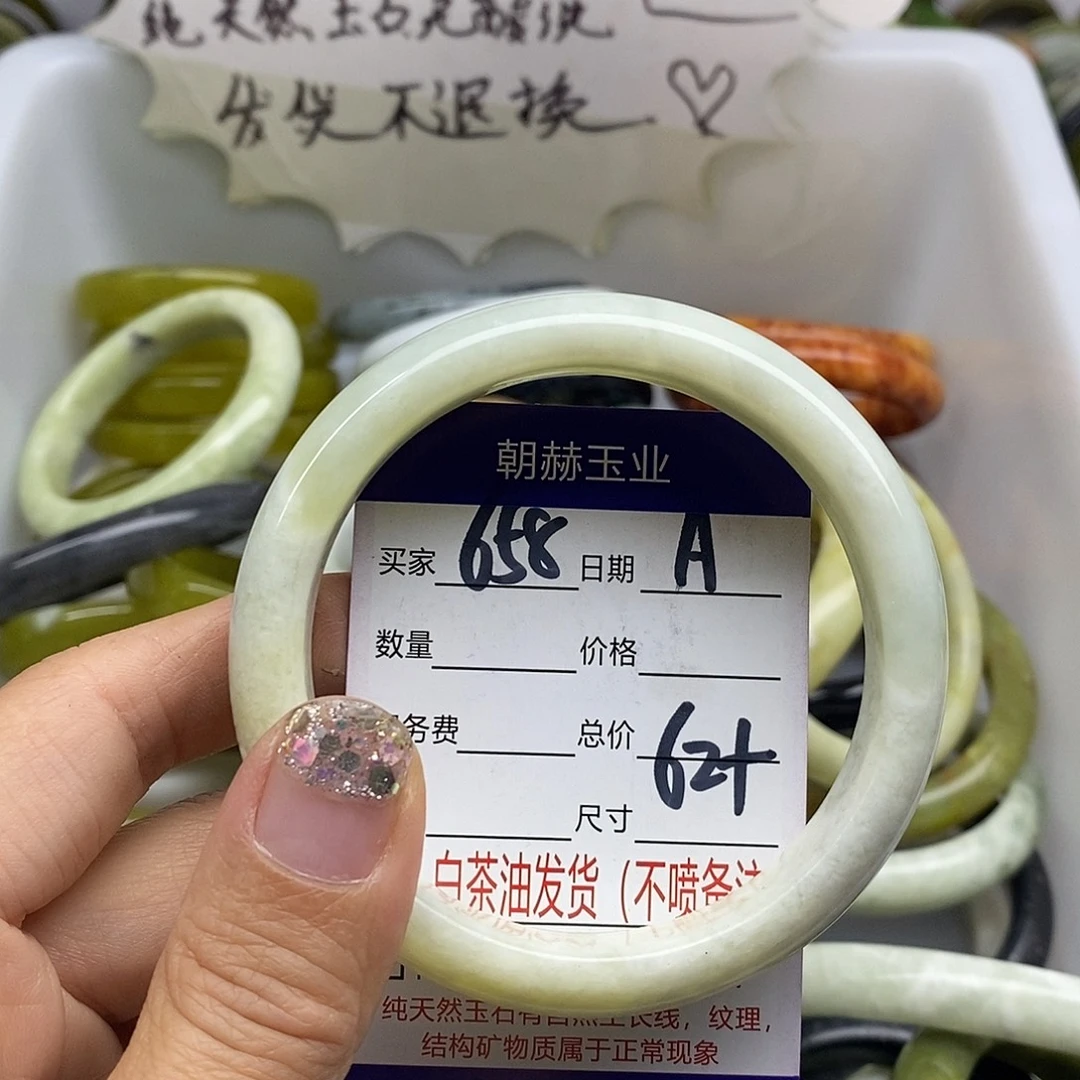 纯天然玉石无酸洗
售出不退换
朝赫玉业
买家 658 日期 A
数量 价格
务费 总价 62+
尺寸
白茶油发货（不喷备注
纯天然玉石有自然生长线，纹理，
结构矿物质属于正常现象